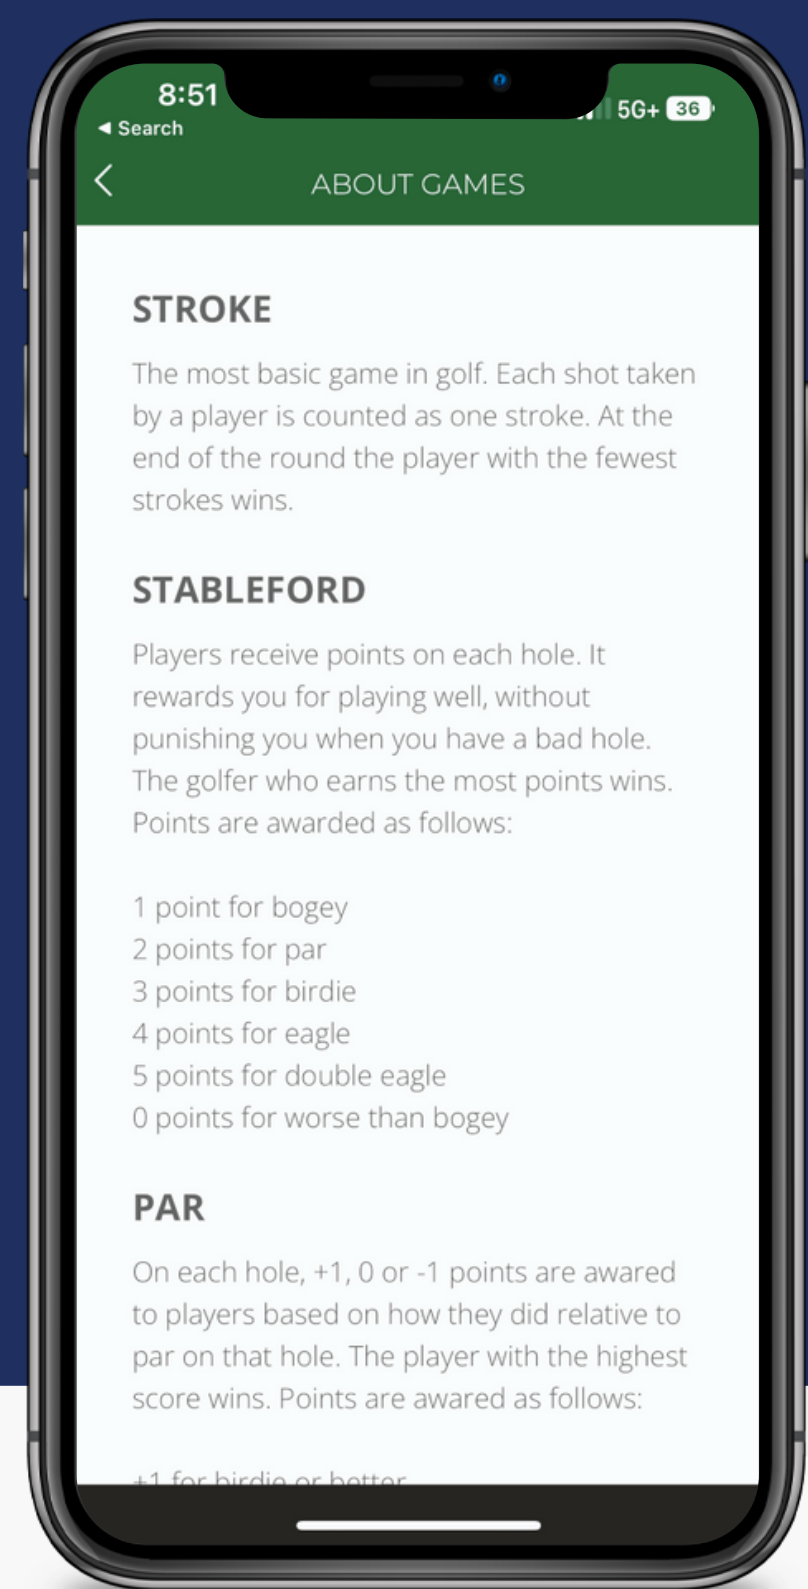 8:51
5G+ 36
◀ Search
ABOUT GAMES
STROKE
The most basic game in golf. Each shot taken
by a player is counted as one stroke. At the
end of the round the player with the fewest
strokes wins.
STABLEFORD
Players receive points on each hole. It
rewards you for playing well, without
punishing you when you have a bad hole.
The golfer who earns the most points wins.
Points are awarded as follows:
1 point for bogey
2 points for par
3 points for birdie
4 points for eagle
5 points for double eagle
0 points for worse than bogey
PAR
On each hole, +1, 0 or -1 points are awared
to players based on how they did relative to
par on that hole. The player with the highest
score wins. Points are awared as follows:
+1 for birdie or better